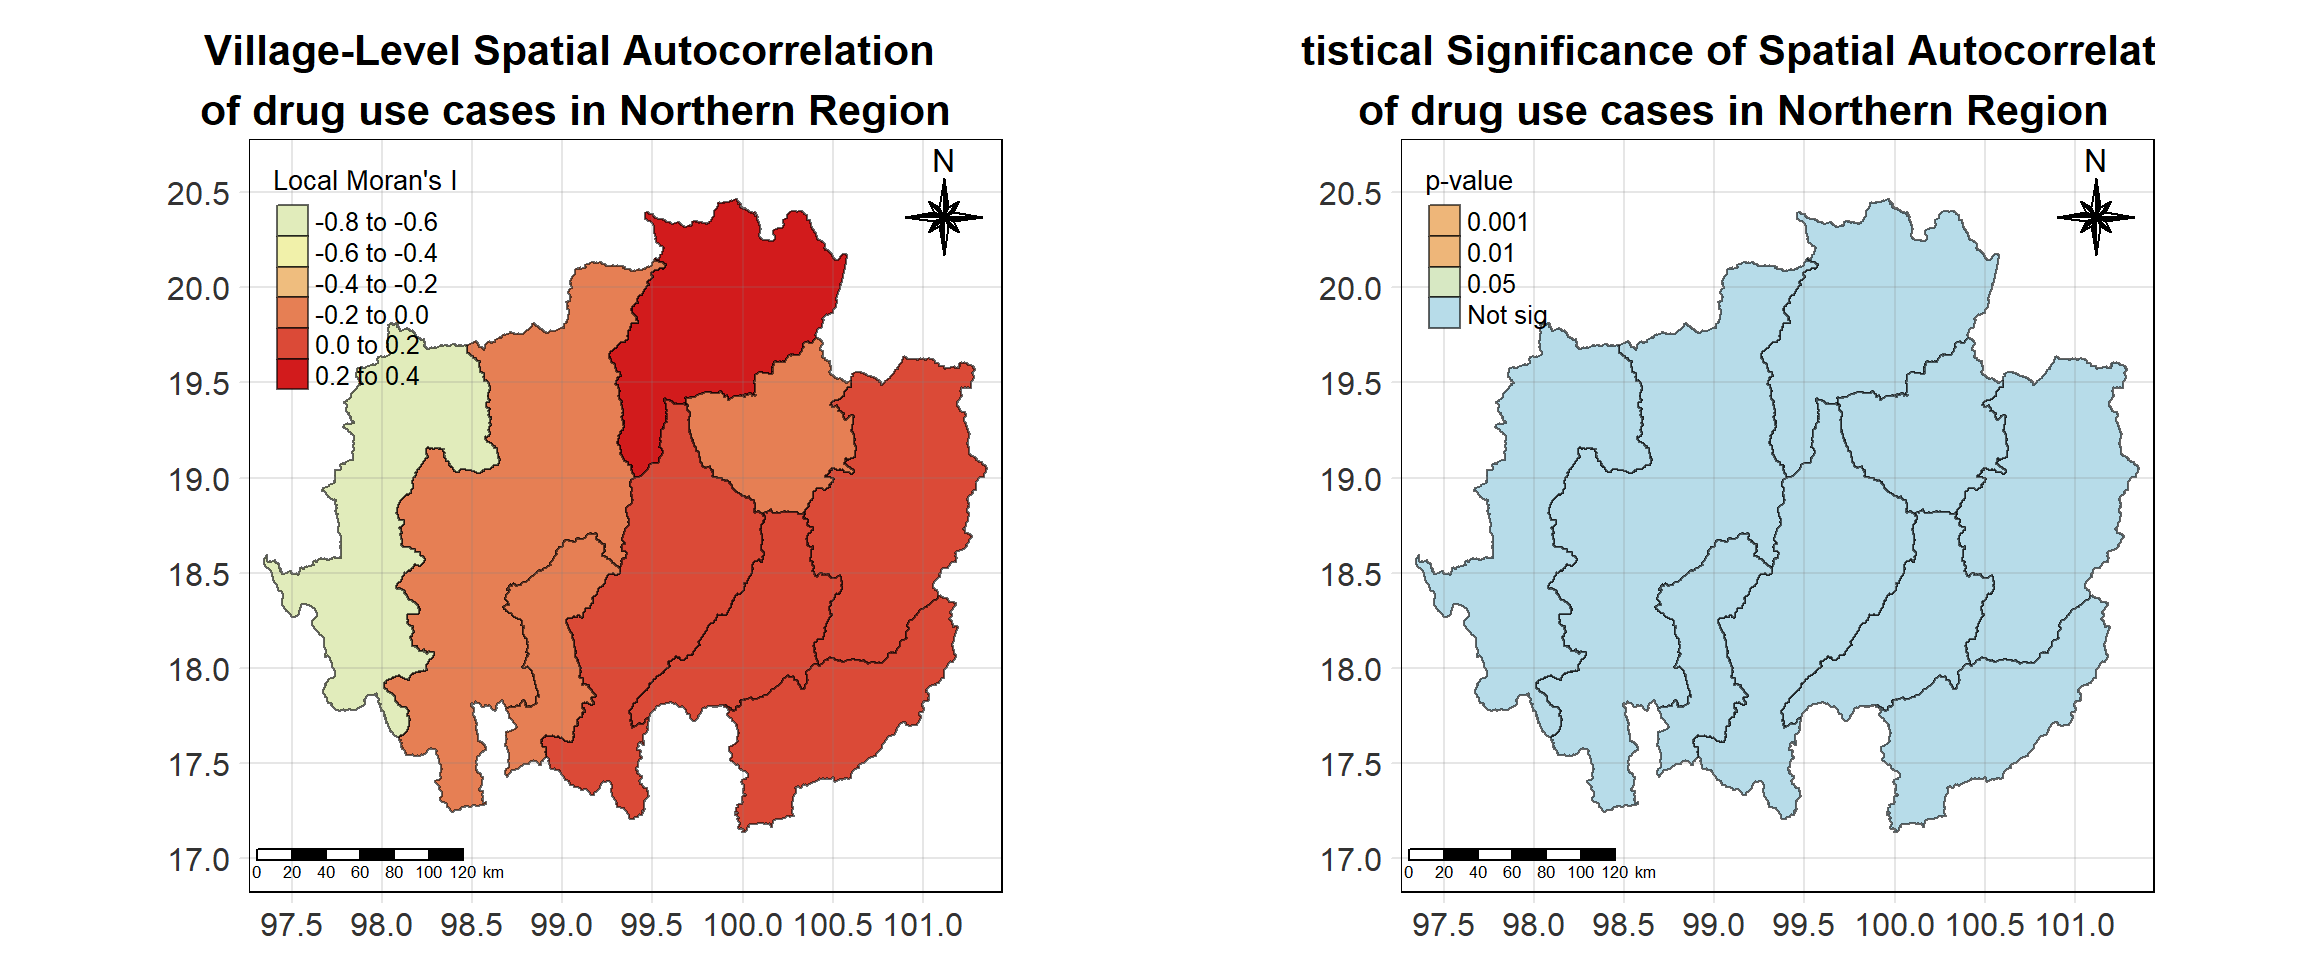 Village-Level Spatial Autocorrelation
of drug use cases in Northern Region
Local Moran's I
-0.8 to -0.6
-0.6 to -0.4
-0.4 to -0.2
-0.2 to 0.0
0.0 to 0.2
0.2 to 0.4
N
20.5
20.0
19.5
19.0
18.5
18.0
17.5
17.0
0 20 40 60 80 100 120 km
97.5 98.0 98.5 99.0 99.5 100.0 100.5 101.0
tistical Significance of Spatial Autocorrelat
of drug use cases in Northern Region
p-value
0.001
0.01
0.05
Not sig
N
20.5
20.0
19.5
19.0
18.5
18.0
17.5
17.0
0 20 40 60 80 100 120 km
97.5 98.0 98.5 99.0 99.5 100.0 100.5 101.0